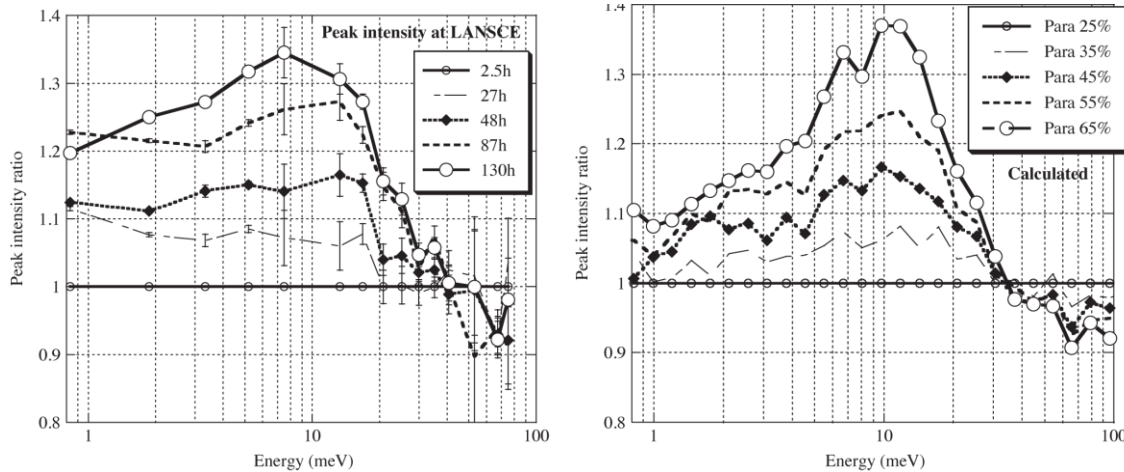 Peak intensity at LANSCE
2.5h
27h
48h
87h
130h
1.4
1.3
1.2
1.1
1
0.9
0.8
Peak intensity ratio
1
10
100
Energy (meV)
Para 25%
Para 35%
Para 45%
Para 55%
Para 65%
Calculated
1.4
1.3
1.2
1.1
1
0.9
0.8
Peak intensity ratio
1
10
100
Energy (meV)